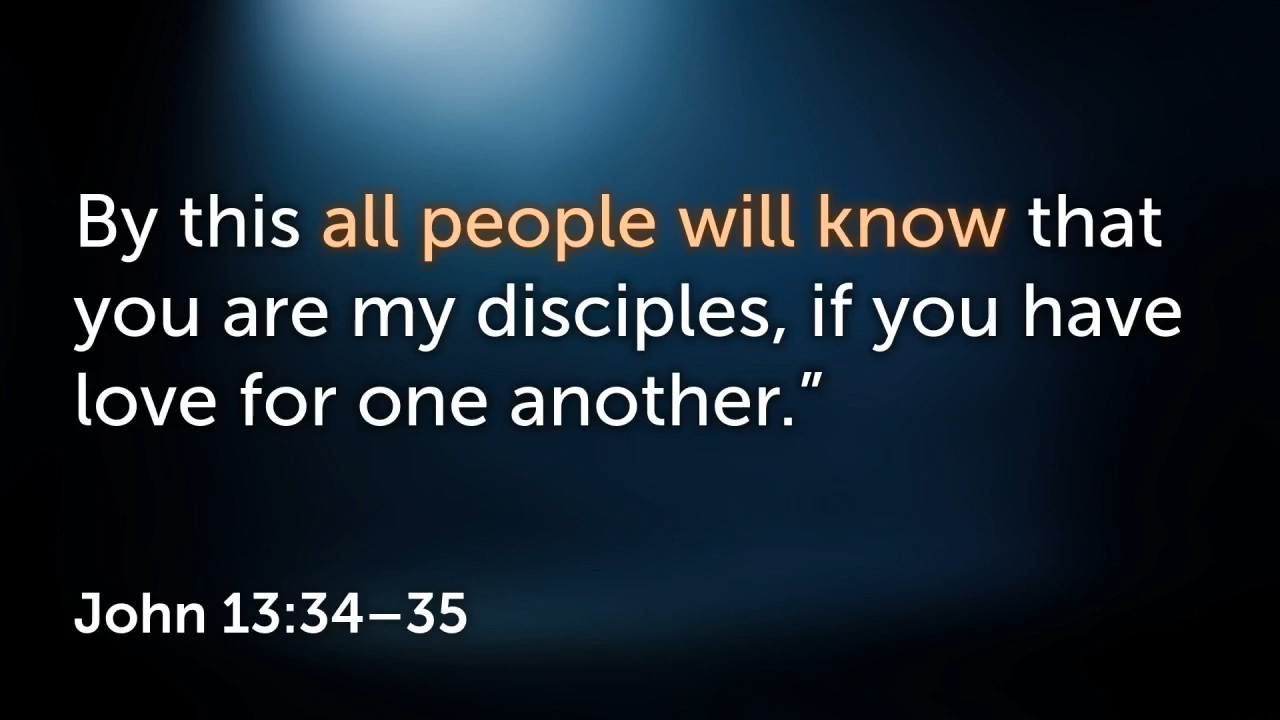 By this all people will know that
you are my disciples, if you have
love for one another.”
John 13:34–35